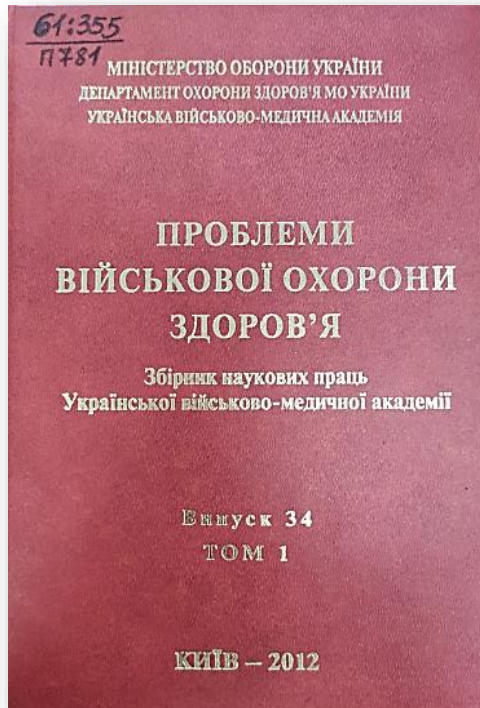 61:355
П781
МІНІСТЕРСТВО ОБОРОНИ УКРАЇНИ
ДЕПАРТАМЕНТ ОХОРОНИ ЗДОРОВ'Я МО УКРАЇНИ
УКРАЇНСЬКА ВІЙСЬКОВО-МЕДИЧНА АКАДЕМІЯ
ПРОБЛЕМИ
ВІЙСЬКОВОЇ ОХОРОНИ
ЗДОРОВ'Я
Збірник наукових праць
Української військово-медичної академії
Випуск 34
ТОМ 1
КИЇВ – 2012